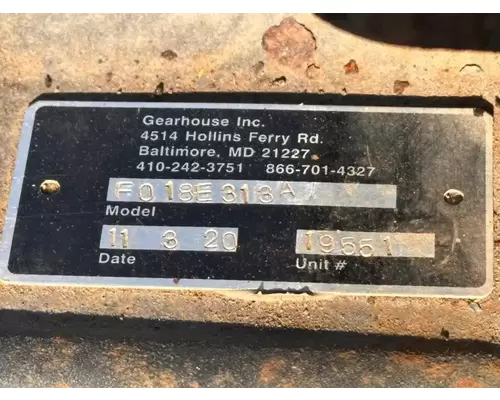 Gearhouse Inc.
4514 Hollins Ferry Rd.
Baltimore, MD 21227
410-242-3751 866-701-4327
FO18E313A
Model
11 3 20 19551
Date Unit #